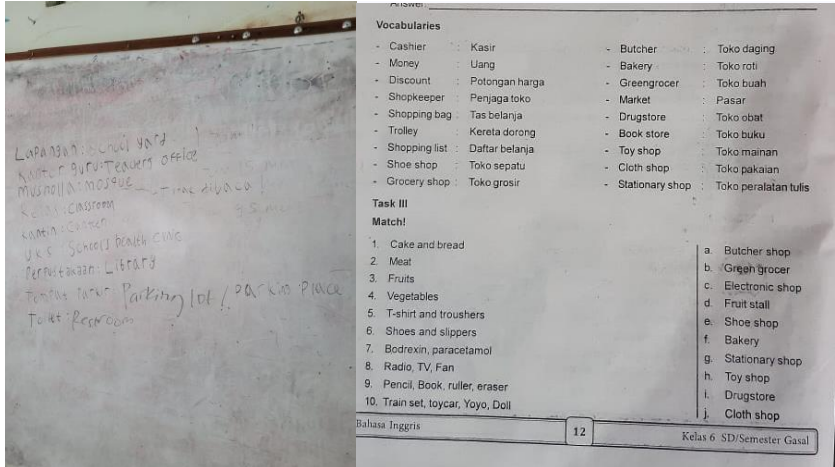 Lapangan: School yard
Kantor guru: Teachers office
musholla: mosque
Kelas: classroom
Kantin:
UKS: Schools health
Perpustakaan: Library
Parking lot / parkin Place
Toilet: Restroom
Answer
Vocabularies
- Cashier : Kasir
- Money : Uang
- Discount : Potongan harga
- Shopkeeper : Penjaga toko
- Shopping bag : Tas belanja
- Trolley : Kereta dorong
- Shopping list : Daftar belanja
- Shoe shop : Toko sepatu
- Grocery shop : Toko grosir
- Butcher : Toko daging
- Bakery : Toko roti
- Greengrocer : Toko buah
- Market : Pasar
- Drugstore : Toko obat
- Book store : Toko buku
- Toy shop : Toko mainan
- Cloth shop : Toko pakaian
- Stationary shop : Toko peralatan tulis
Task III
Match!
1. Cake and bread
2. Meat
3. Fruits
4. Vegetables
5. T-shirt and troushers
6. Shoes and slippers
7. Bodrexin, paracetamol
8. Radio, TV, Fan
9. Pencil, Book, ruller, eraser
10. Train set, toycar, Yoyo, Doll
a. Butcher shop
b. Green grocer
c. Electronic shop
d. Fruit stall
e. Shoe shop
f. Bakery
g. Stationary shop
h. Toy shop
i. Drugstore
j. Cloth shop
Bahasa Inggris
12
Kelas 6 SD/Semester Gasal